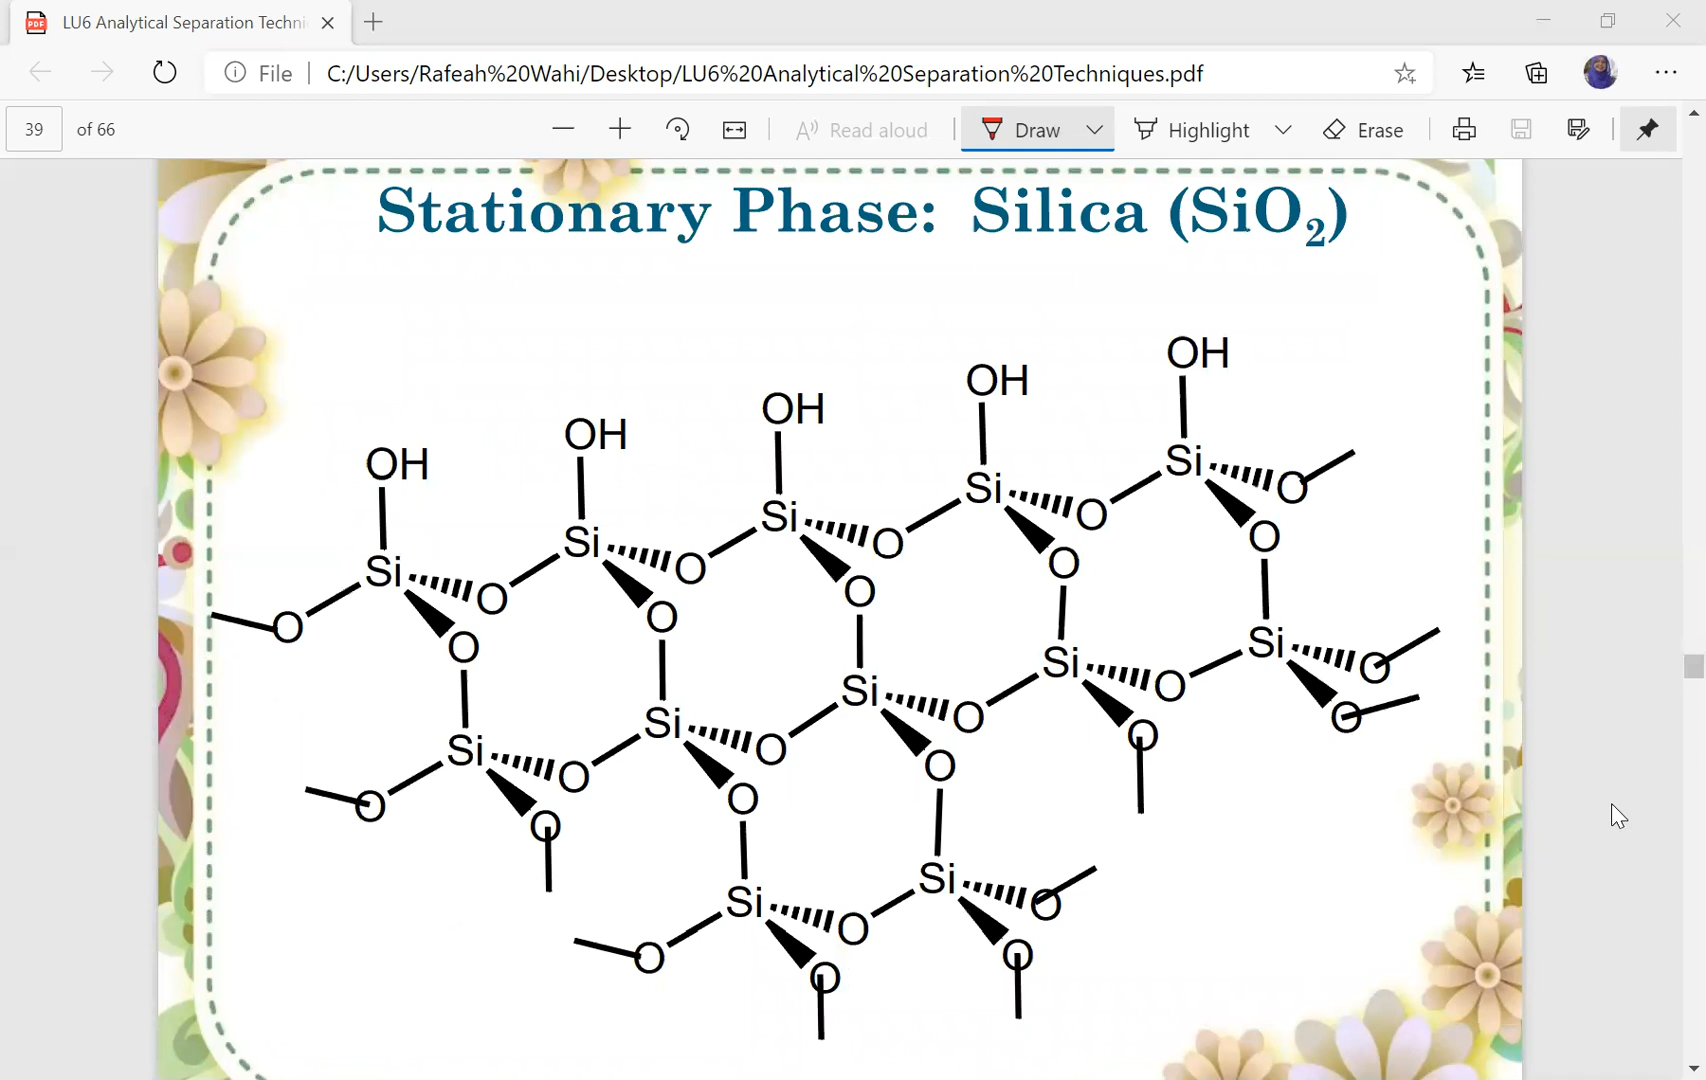 LU6 Analytical Separation Techni
File C:/Users/Rafeah%20Wahi/Desktop/LU6%20Analytical%20Separation%20Techniques.pdf
39 of 66 Read aloud Draw Highlight Erase
Stationary Phase: Silica (SiO₂)
OH
OH
OH
OH
OH
Si O
Si O O
Si O O
Si O O
Si O O
O
Si O O
Si O O
Si O O
Si O O
Si O O
O
Si O O
Si O O
O